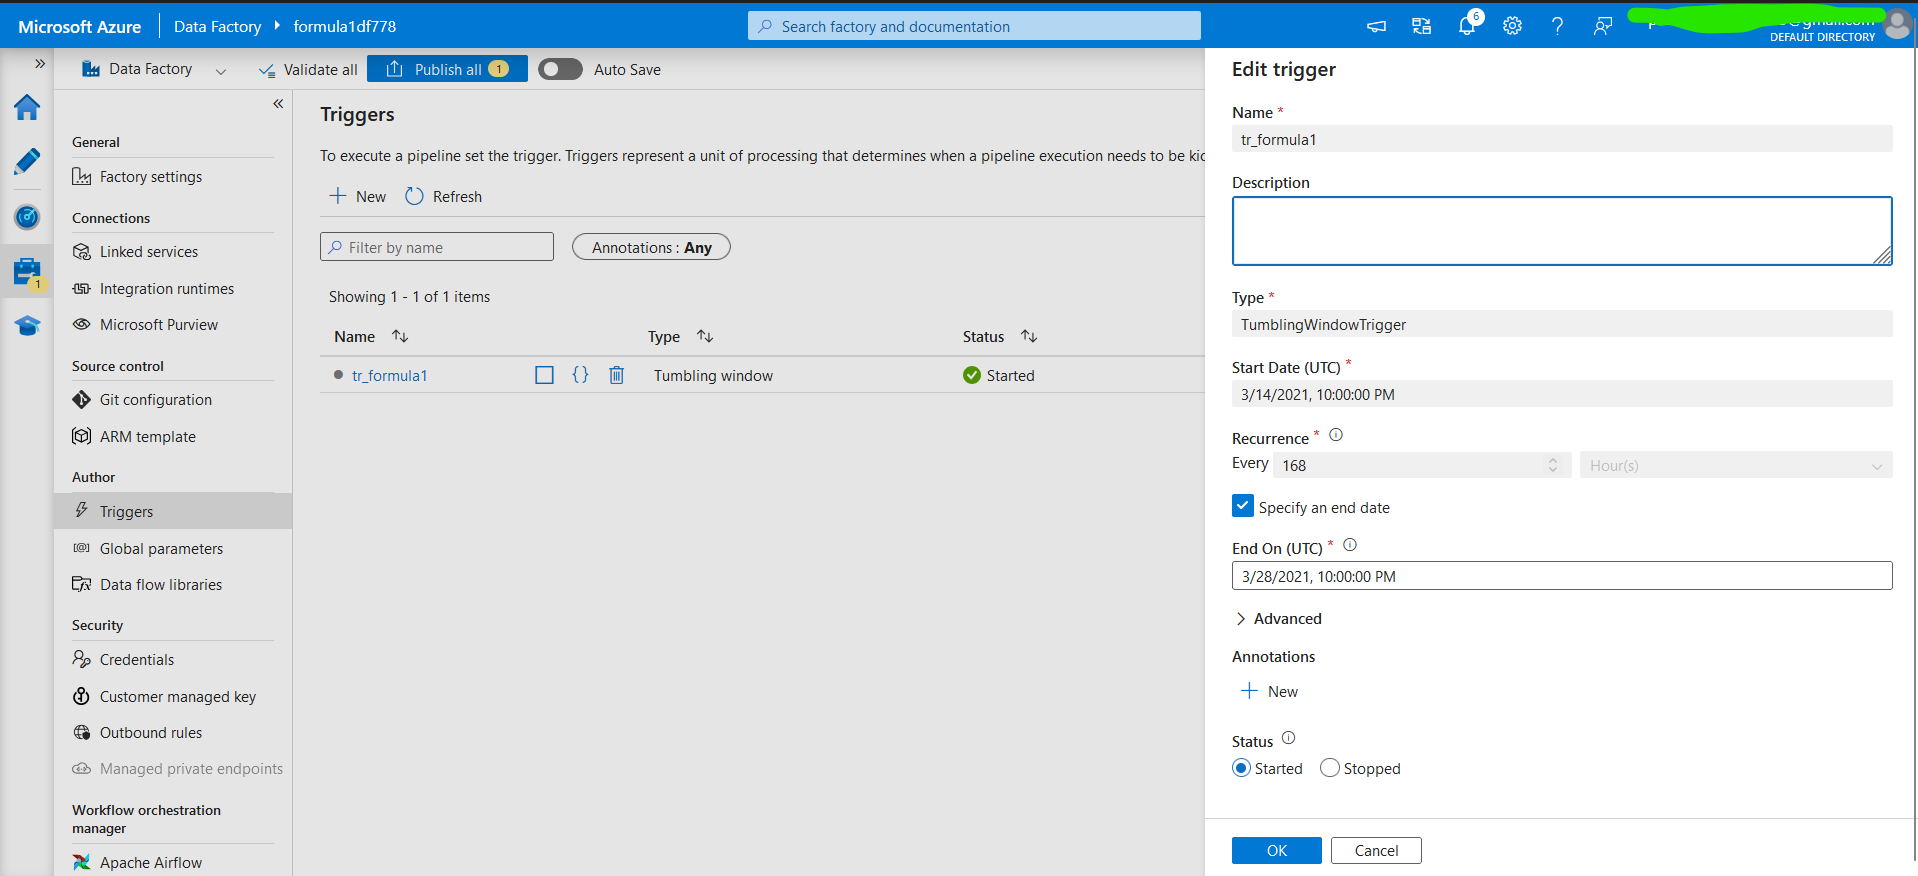 Microsoft Azure Data Factory formula1df778 Search factory and documentation 6
DEFAULT DIRECTORY
Data Factory Validate all Publish all 1 Auto Save
General
Factory settings
Connections
Linked services
Integration runtimes
Microsoft Purview
Source control
Git configuration
ARM template
Author
Triggers
Global parameters
Data flow libraries
Security
Credentials
Customer managed key
Outbound rules
Managed private endpoints
Workflow orchestration
manager
Apache Airflow
1
Triggers
To execute a pipeline set the trigger. Triggers represent a unit of processing that determines when a pipeline execution needs to be kic
New Refresh
Filter by name Annotations : Any
Showing 1 - 1 of 1 items
Name Type Status
tr_formula1 {} Tumbling window Started
Edit trigger
Name *
tr_formula1
Description
Type *
TumblingWindowTrigger
Start Date (UTC) *
3/14/2021, 10:00:00 PM
Recurrence *
Every 168 Hour(s)
Specify an end date
End On (UTC) *
3/28/2021, 10:00:00 PM
Advanced
Annotations
New
Status
Started Stopped
OK Cancel